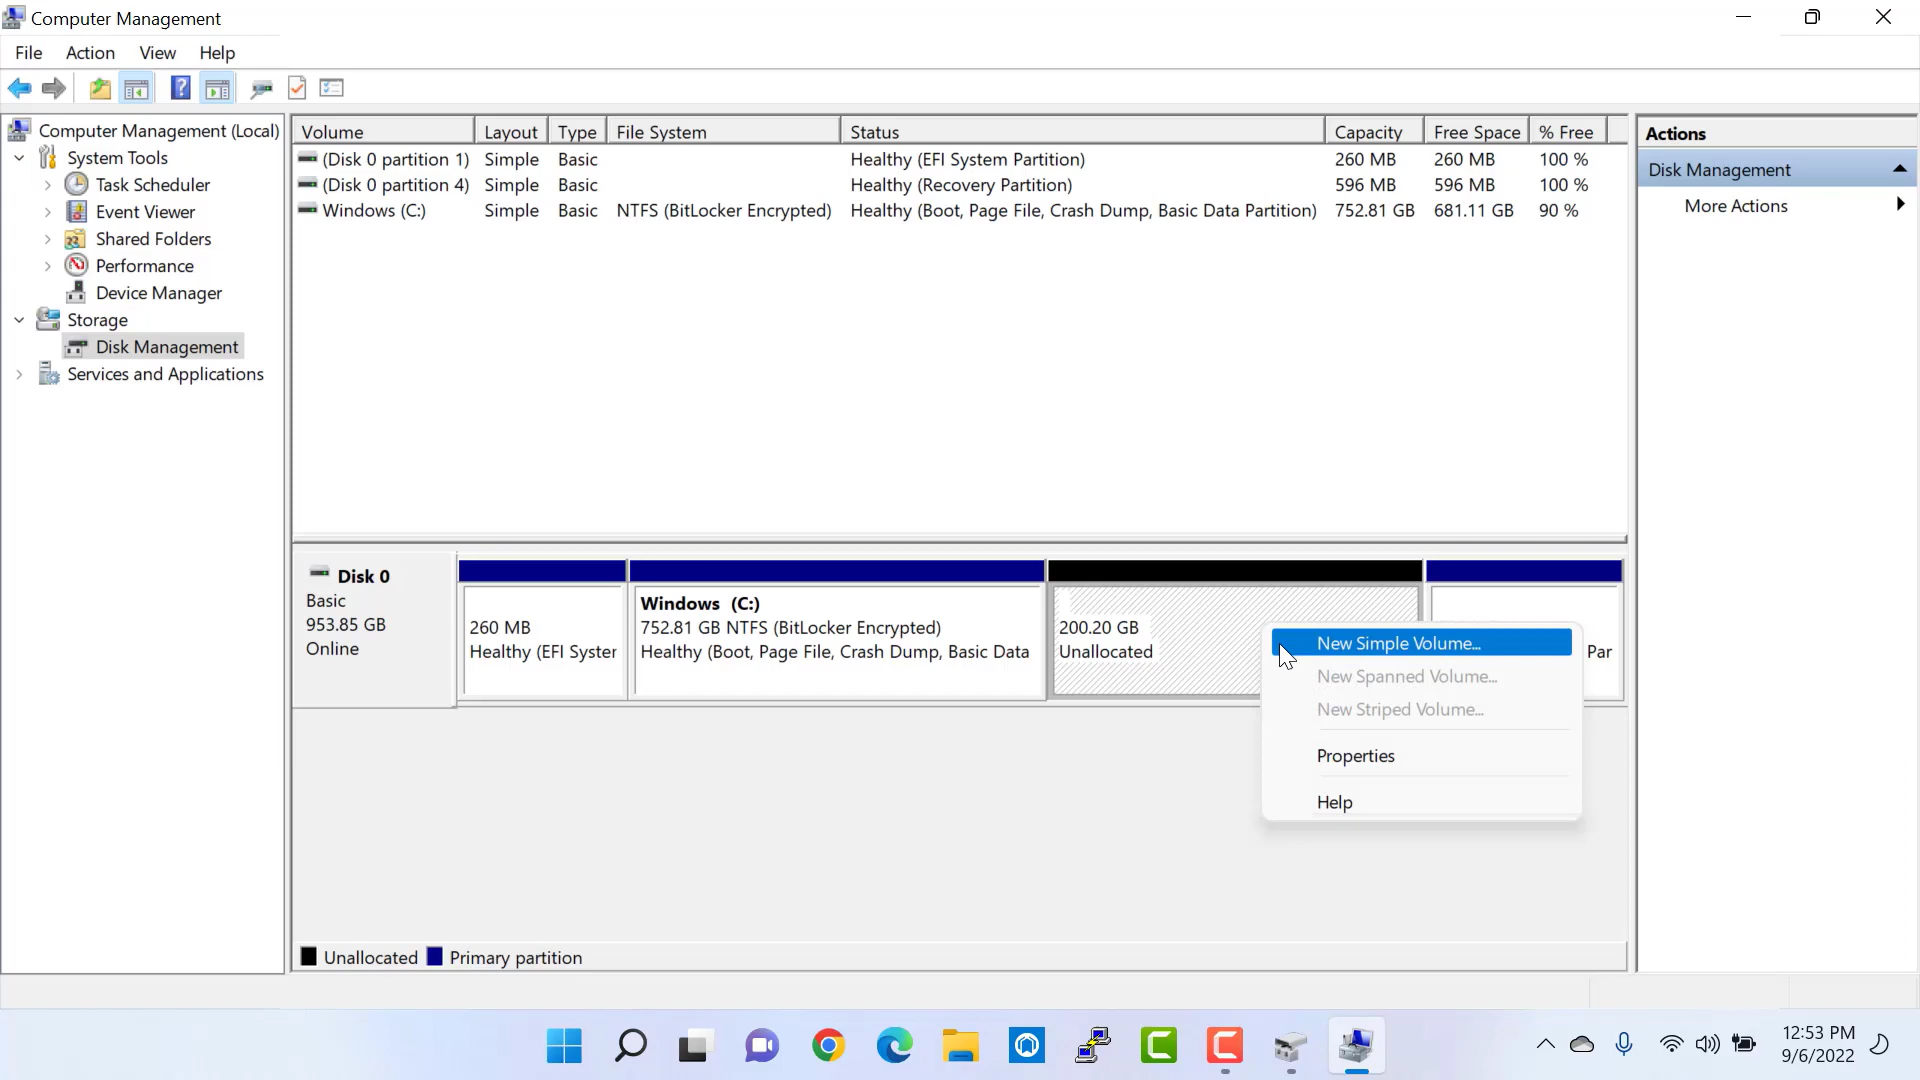 Computer Management
File Action View Help
Computer Management (Local)
System Tools
Task Scheduler
Event Viewer
Shared Folders
Performance
Device Manager
Storage
Disk Management
Services and Applications
Volume Layout Type File System Status Capacity Free Space % Free
(Disk 0 partition 1) Simple Basic Healthy (EFI System Partition) 260 MB 260 MB 100 %
(Disk 0 partition 4) Simple Basic Healthy (Recovery Partition) 596 MB 596 MB 100 %
Windows (C:) Simple Basic NTFS (BitLocker Encrypted) Healthy (Boot, Page File, Crash Dump, Basic Data Partition) 752.81 GB 681.11 GB 90 %
Actions
Disk Management
More Actions
Disk 0
Basic
953.85 GB
Online
260 MB
Healthy (EFI Syster
Windows (C:)
752.81 GB NTFS (BitLocker Encrypted)
Healthy (Boot, Page File, Crash Dump, Basic Data
200.20 GB
Unallocated
Par
New Simple Volume...
New Spanned Volume...
New Striped Volume...
Properties
Help
Unallocated Primary partition
12:53 PM
9/6/2022